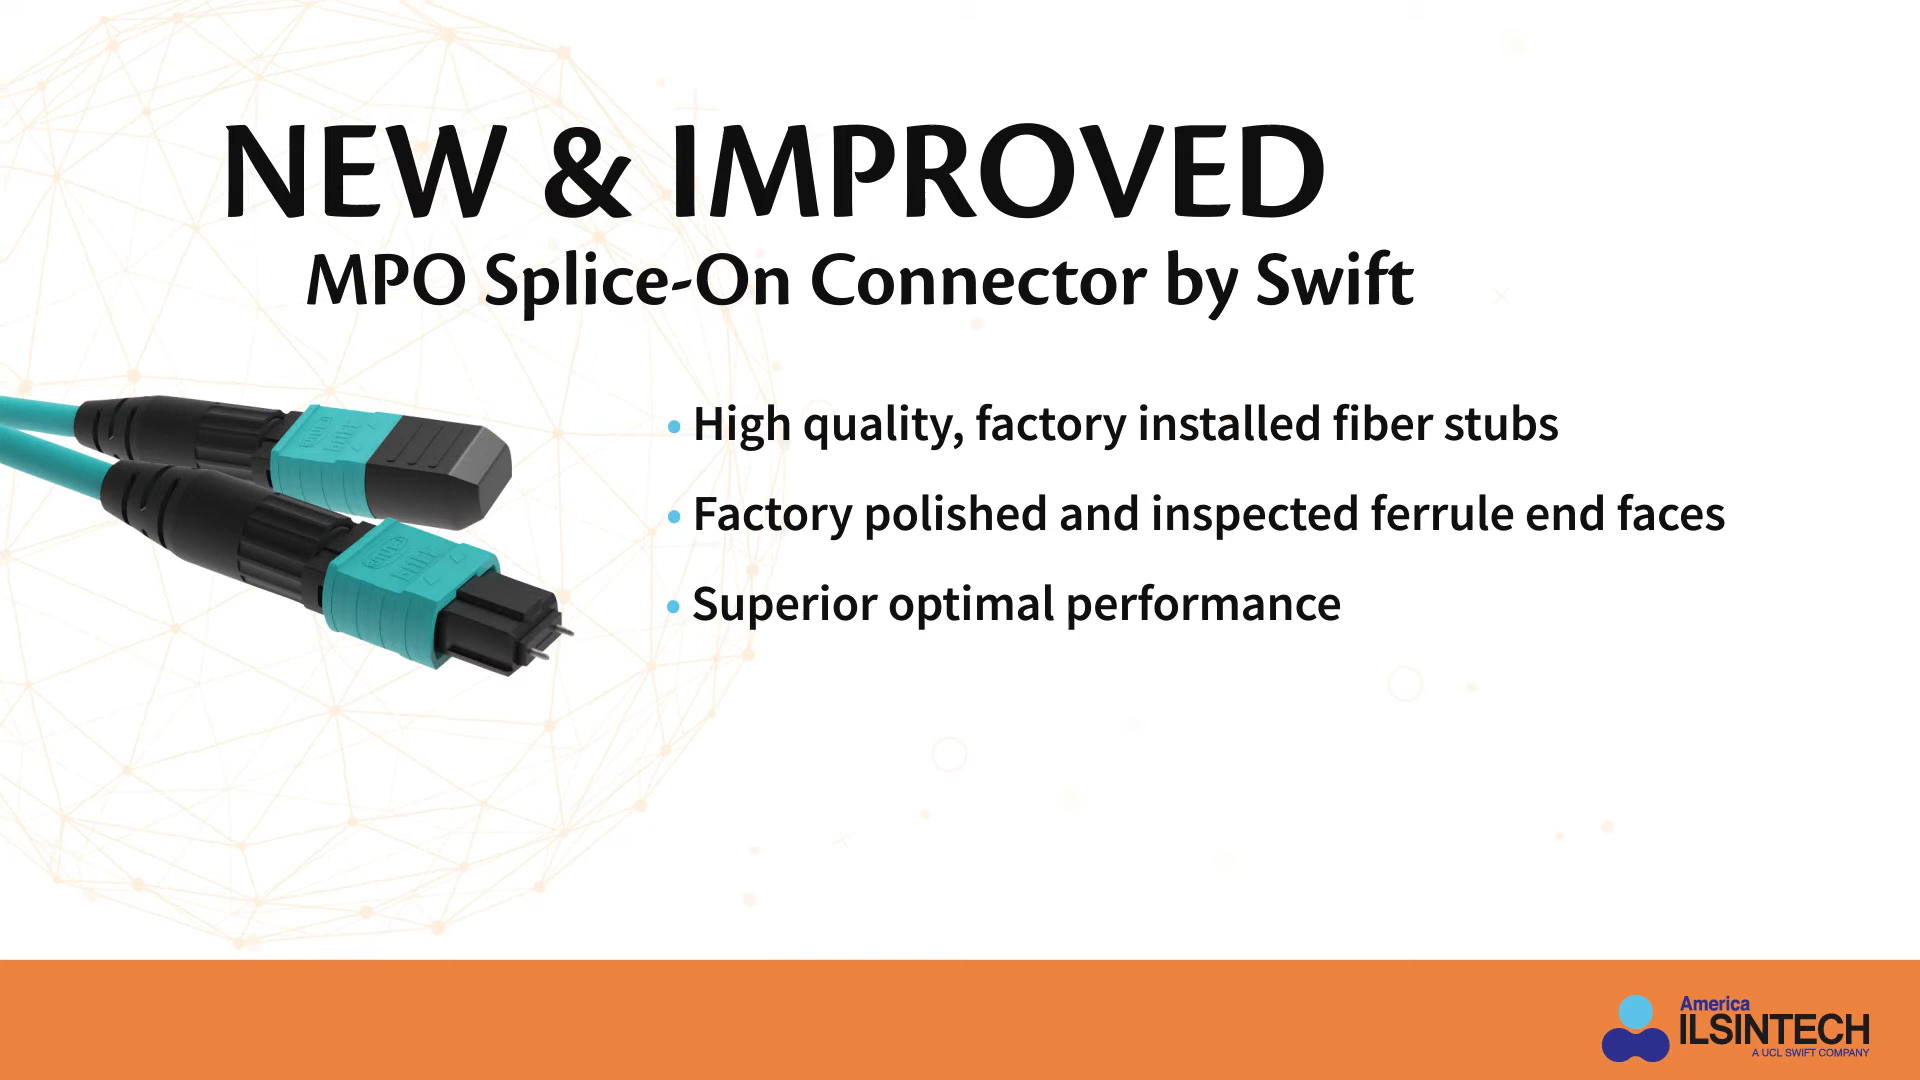 NEW & IMPROVED
MPO Splice-On Connector by Swift
• High quality, factory installed fiber stubs
• Factory polished and inspected ferrule end faces
• Superior optimal performance
America
ILSINTECH
A UCL SWIFT COMPANY